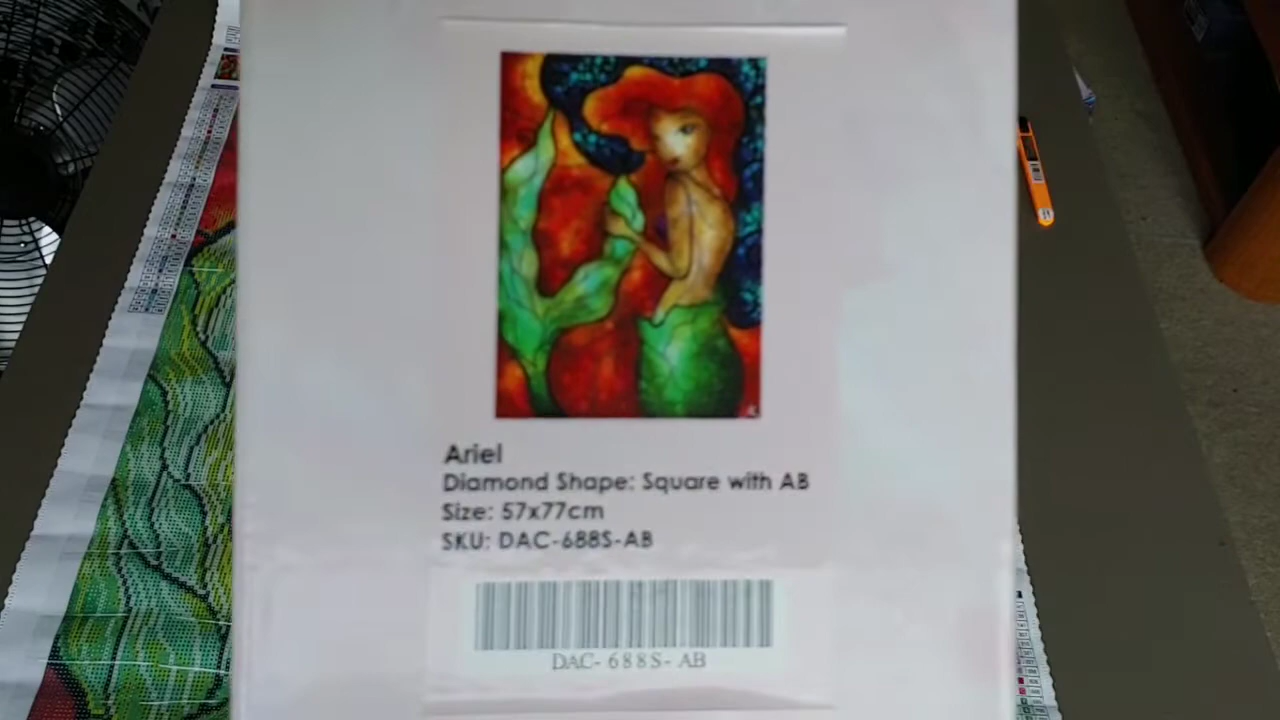 Ariel
Diamond Shape: Square with AB
Size: 57x77cm
SKU: DAC-688S-AB
DAC- 688S- AB